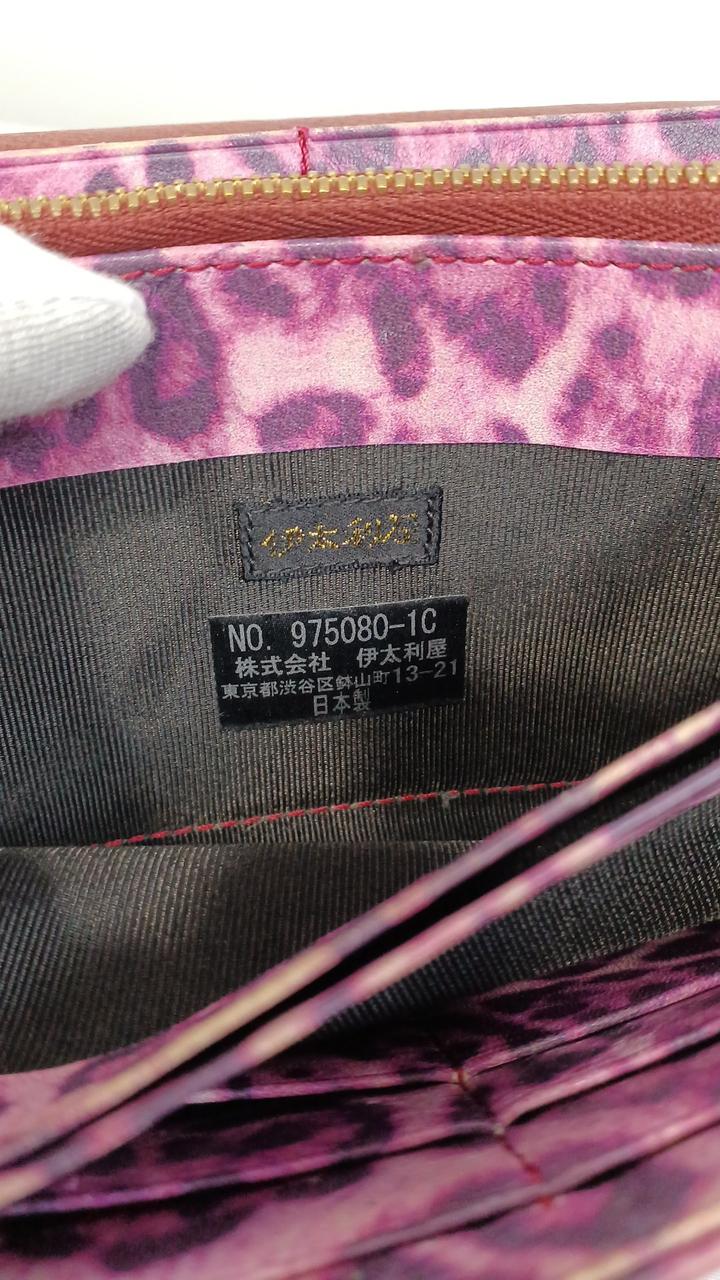 伊太利屋
NO. 975080-1C
株式会社 伊太利屋
東京都渋谷区鉢山町13-21
日本製